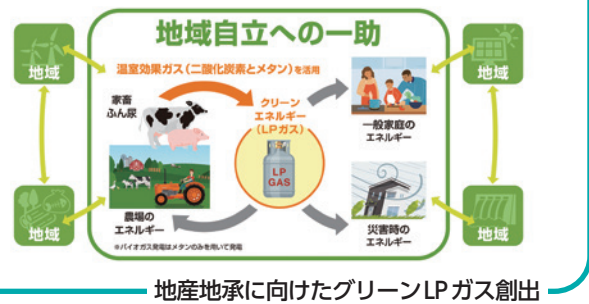 地域自立への一助
温室効果ガス（二酸化炭素とメタン）を活用
地域
地域
家畜
ふん尿
クリーン
エネルギー
（LPガス）
一般家庭の
エネルギー
LP
GAS
農場の
エネルギー
災害時の
エネルギー
地域
地域
※バイオガス発電はメタンのみを用いて発電
地産地承に向けたグリーンLPガス創出